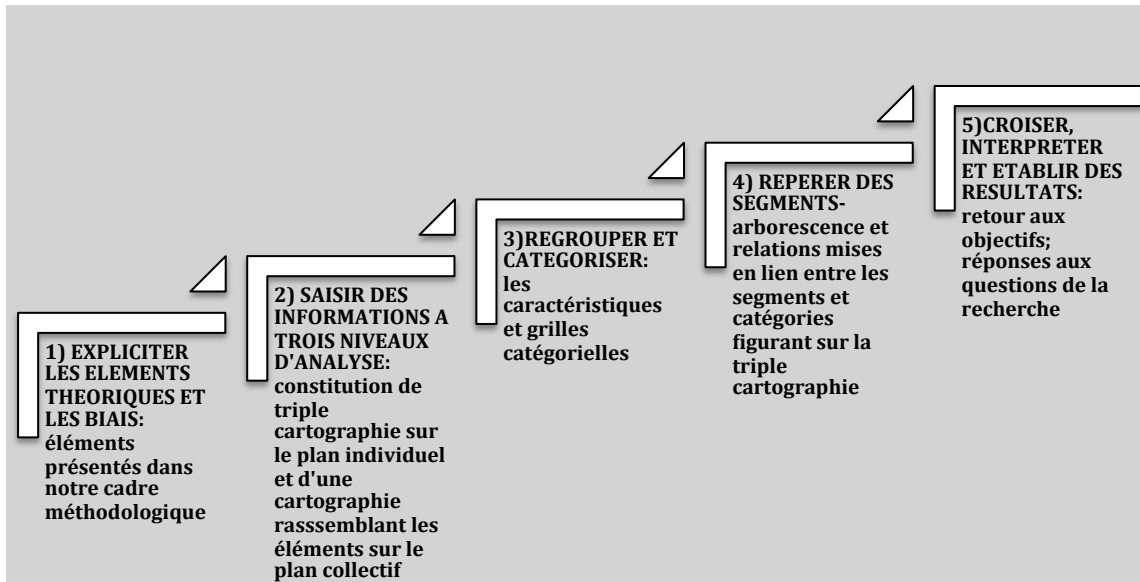 1) EXPLICITER
LES ELEMENTS
THEORIQUES ET
LES BIAIS:
éléments
présentés dans
notre cadre
méthodologique
2) SAISIR DES
INFORMATIONS A
TROIS NIVEAUX
D'ANALYSE:
constitution de
triple
cartographie sur
le plan individuel
et d'une
cartographie
rasssemblant les
éléments sur le
plan collectif
3)REGROUPER ET
CATEGORISER:
les
caractéristiques
et grilles
catégorielles
4) REPERER DES
SEGMENTS-
arborescence et
relations mises
en lien entre les
segments et
catégories
figurant sur la
triple
cartographie
5)CROISER,
INTERPRETER
ET ETABLIR DES
RESULTATS:
retour aux
objectifs;
réponses aux
questions de la
recherche